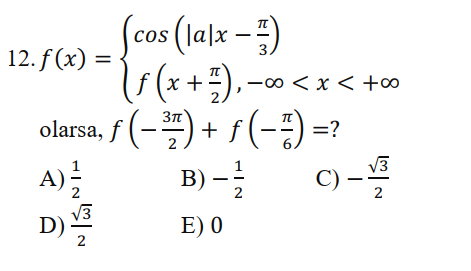 12. f(x) = { cos (|a|x − π/3)
f (x + π/2), −∞ < x < +∞
olarsa, f (− 3π/2) + f (− π/6) =?
A) 1/2 B) − 1/2 C) − √3/2
D) √3/2 E) 0